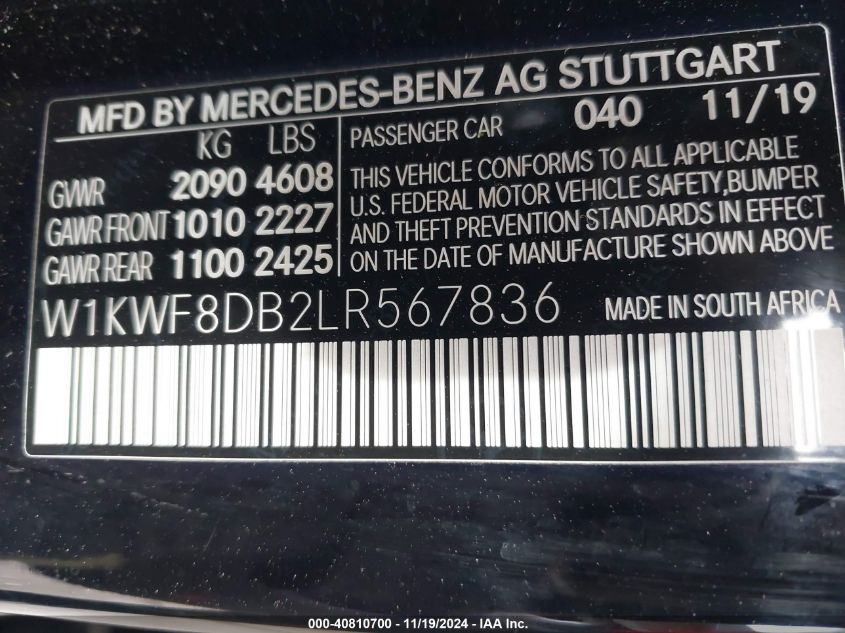 MFD BY MERCEDES-BENZ AG STUTTGART
KG LBS
GVWR 2090 4608
GAWR FRONT 1010 2227
GAWR REAR 1100 2425
PASSENGER CAR 040 11/19
THIS VEHICLE CONFORMS TO ALL APPLICABLE
U.S. FEDERAL MOTOR VEHICLE SAFETY,BUMPER
AND THEFT PREVENTION STANDARDS IN EFFECT
ON THE DATE OF MANUFACTURE SHOWN ABOVE
W1KWF8DB2LR567836 MADE IN SOUTH AFRICA
000-40810700 - 11/19/2024 - IAA Inc.